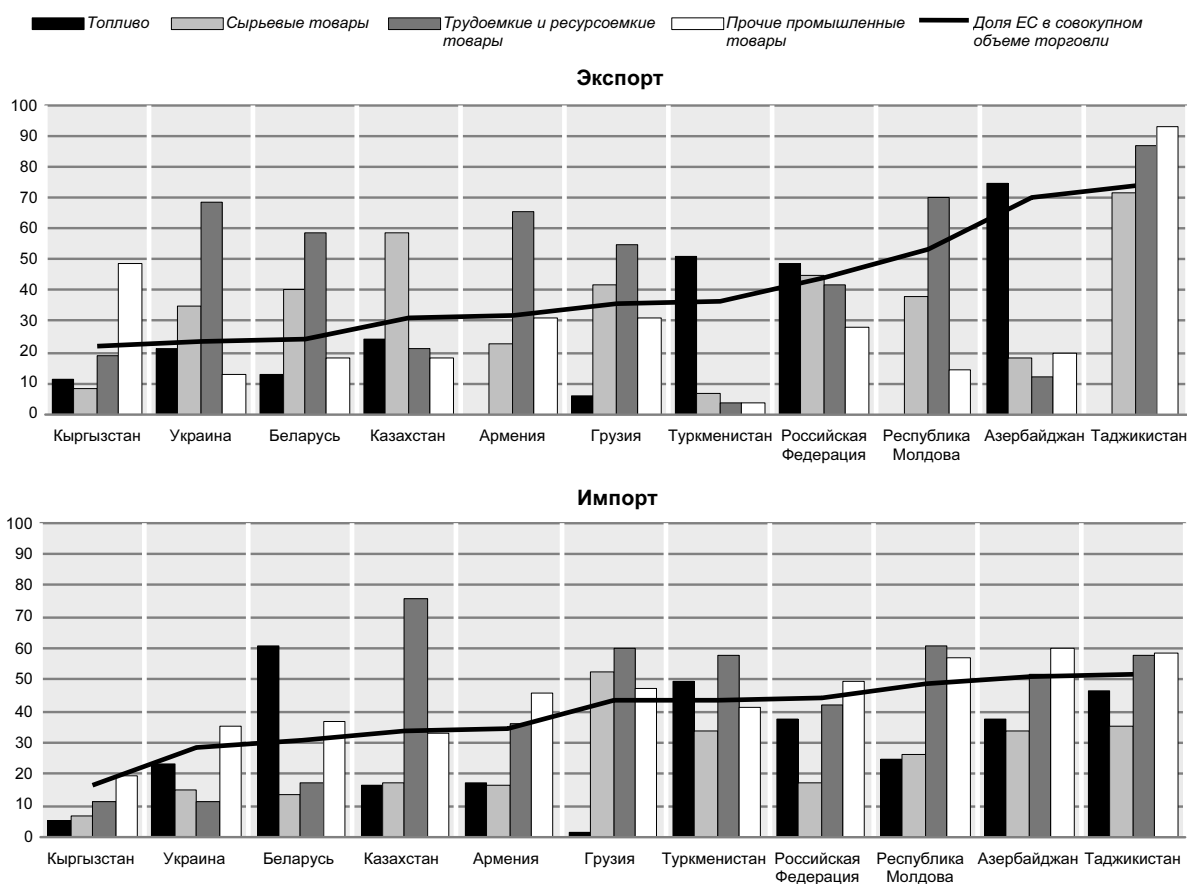 Топливо Сырьевые товары Трудоемкие и ресурсоемкие Прочие промышленные Доля ЕС в совокупном
товары товары объеме торговли
Экспорт
100
90
80
70
60
50
40
30
20
10
0
Кыргызстан Украина Беларусь Казахстан Армения Грузия Туркменистан Российская Республика Азербайджан Таджикистан
Федерация Молдова
Импорт
100
90
80
70
60
50
40
30
20
10
0
Кыргызстан Украина Беларусь Казахстан Армения Грузия Туркменистан Российская Республика Азербайджан Таджикистан
Федерация Молдова